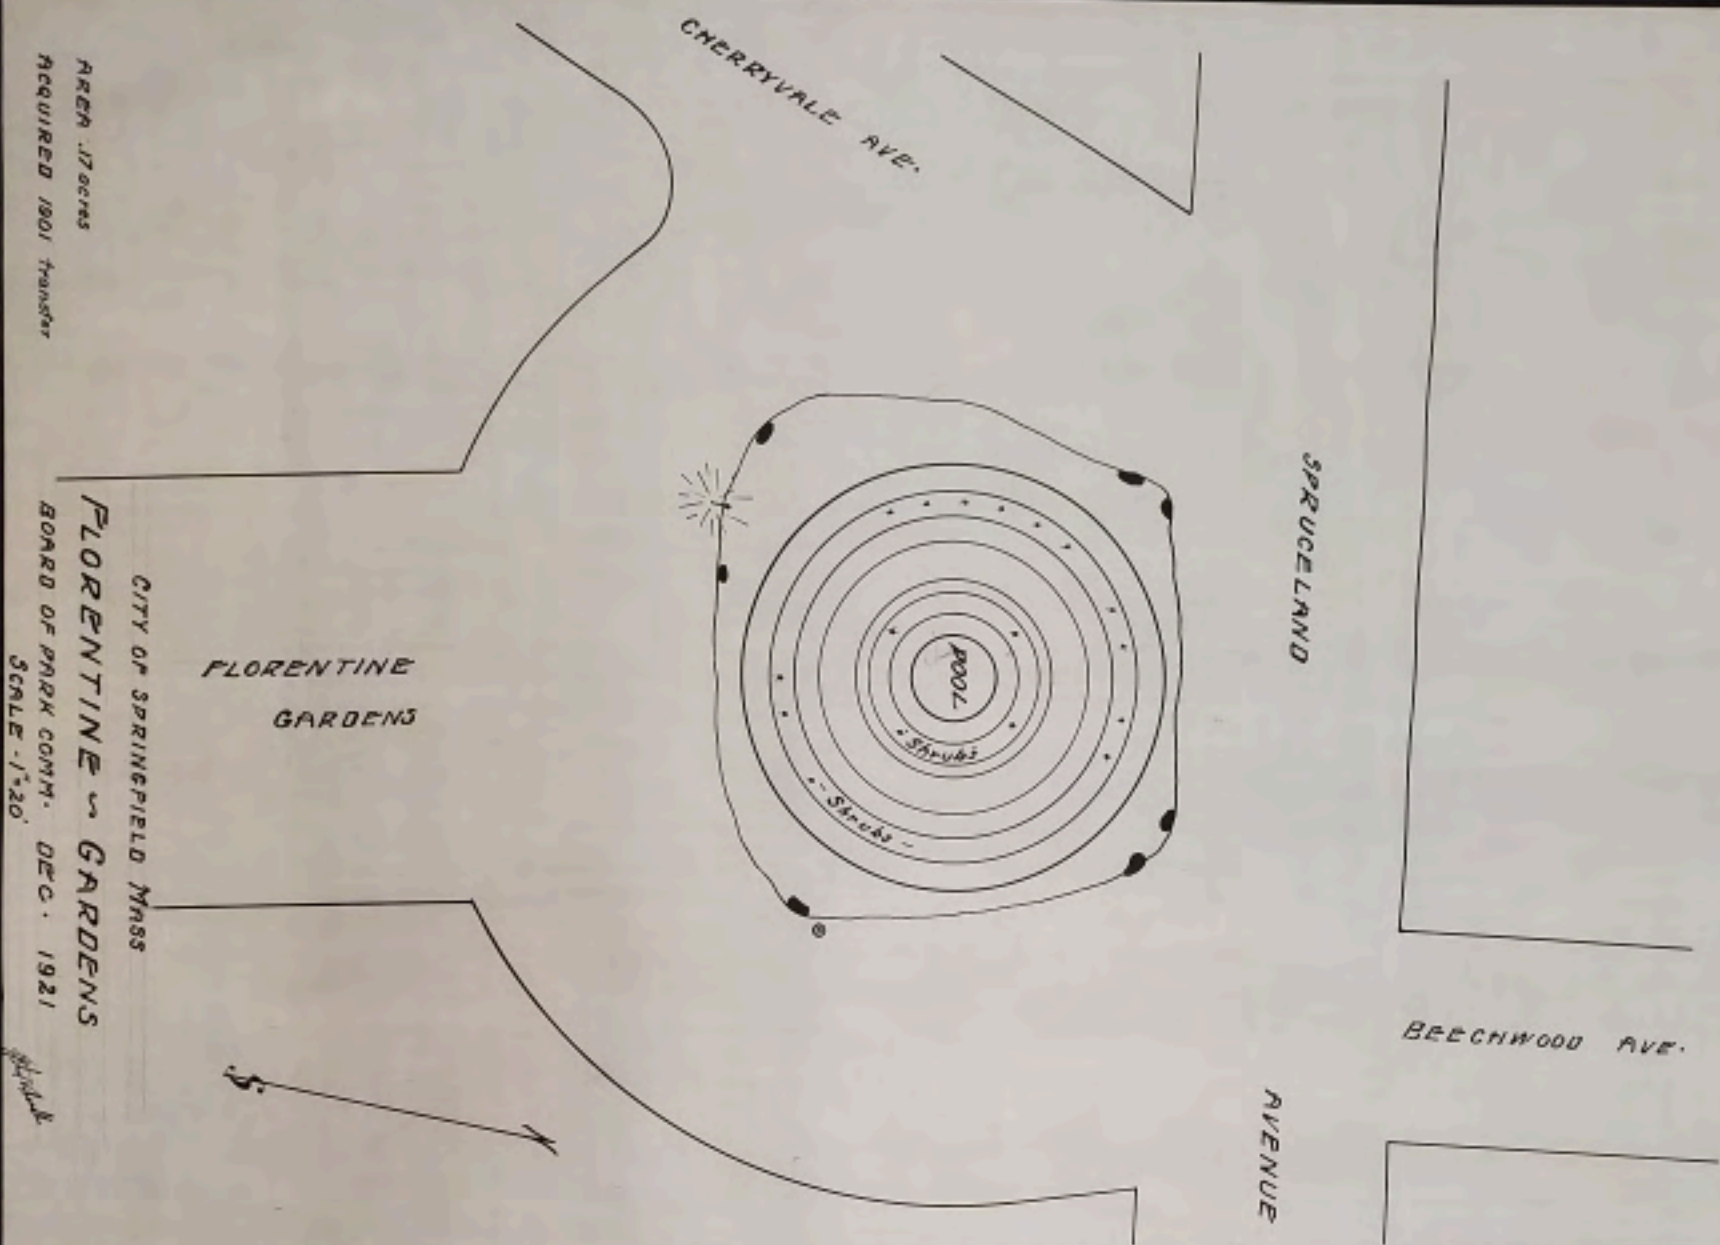 CHERRYVALE AVE.
AREA .17 acres
ACQUIRED 1901 transfer
SPRUCELAND
AVENUE
POOL
Shrubs
- Shrubs -
BEECHWOOD AVE.
FLORENTINE
GARDENS
S.
CITY OF SPRINGFIELD MASS
FLORENTINE ~ GARDENS
BOARD OF PARK COMM. DEC. 1921
SCALE - 1"=20'